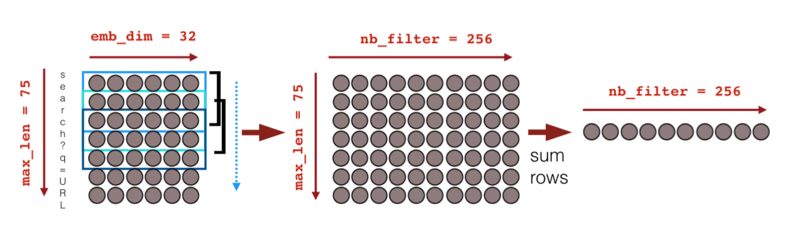 emb_dim = 32
max_len = 75
s
e
a
r
c
h
?
q
=
U
R
L
nb_filter = 256
max_len = 75
sum
rows
nb_filter = 256